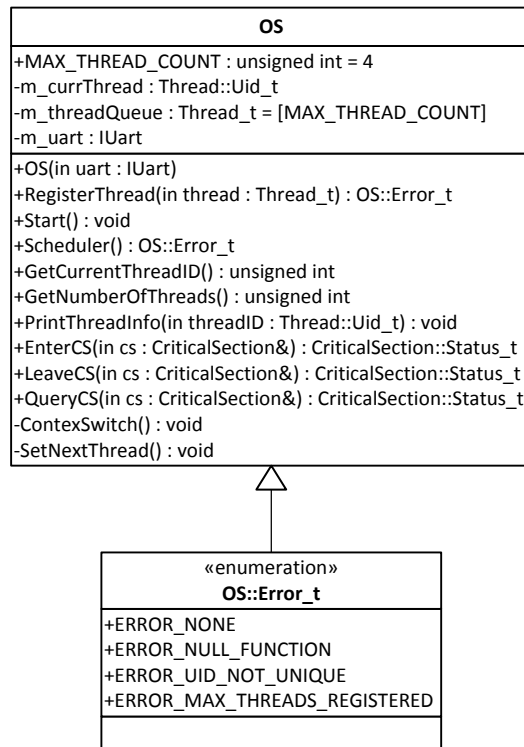 OS
+MAX_THREAD_COUNT : unsigned int = 4
-m_currThread : Thread::Uid_t
-m_threadQueue : Thread_t = [MAX_THREAD_COUNT]
-m_uart : IUart
+OS(in uart : IUart)
+RegisterThread(in thread : Thread_t) : OS::Error_t
+Start() : void
+Scheduler() : OS::Error_t
+GetCurrentThreadID() : unsigned int
+GetNumberOfThreads() : unsigned int
+PrintThreadInfo(in threadID : Thread::Uid_t) : void
+EnterCS(in cs : CriticalSection&) : CriticalSection::Status_t
+LeaveCS(in cs : CriticalSection&) : CriticalSection::Status_t
+QueryCS(in cs : CriticalSection&) : CriticalSection::Status_t
-ContexSwitch() : void
-SetNextThread() : void
«enumeration»
OS::Error_t
+ERROR_NONE
+ERROR_NULL_FUNCTION
+ERROR_UID_NOT_UNIQUE
+ERROR_MAX_THREADS_REGISTERED